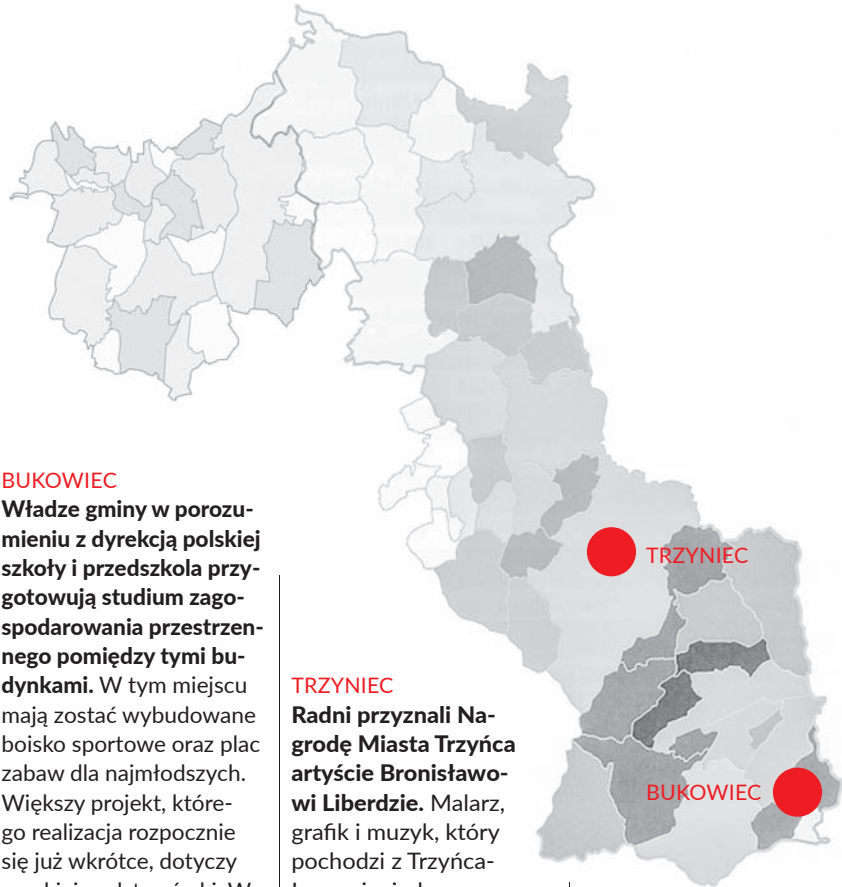 BUKOWIEC
Władze gminy w porozu-
mieniu z dyrekcją polskiej
szkoły i przedszkola przy-
gotowują studium zago-
spodarowania przestrzen-
nego pomiędzy tymi bu-
dynkami. W tym miejscu
mają zostać wybudowane
boisko sportowe oraz plac
zabaw dla najmłodszych.
Większy projekt, które-
go realizacja rozpocznie
się już wkrótce, dotyczy
TRZYNIEC
Radni przyznali Na-
grodę Miasta Trzyńca
artyście Bronisławo-
wi Liberdzie. Malarz,
grafik i muzyk, który
pochodzi z Trzyńca-
TRZYNIEC
BUKOWIEC